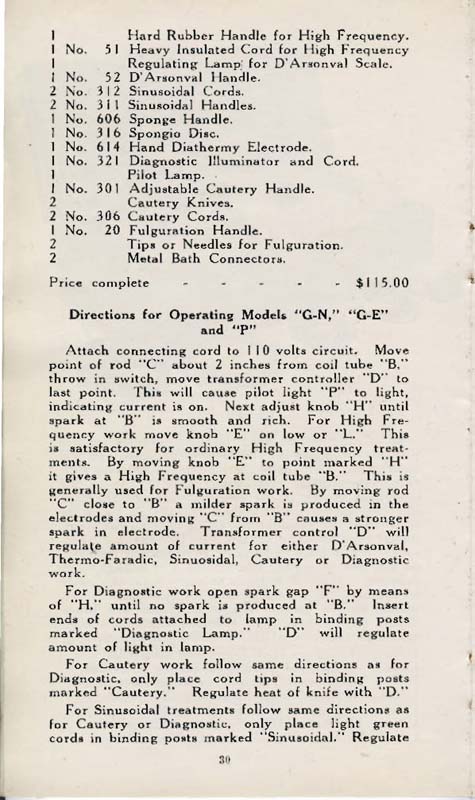 1 Hard Rubber Handle for High Frequency.
1 No. 51 Heavy Insulated Cord for High Frequency
1 Regulating Lamp for D'Arsonval Scale.
1 No. 52 D'Arsonval Handle.
2 No. 312 Sinusoidal Cords.
2 No. 311 Sinusoidal Handles.
1 No. 606 Sponge Handle.
1 No. 316 Spongio Disc.
1 No. 614 Hand Diathermy Electrode.
1 No. 321 Diagnostic Illuminator and Cord.
1 Pilot Lamp.
1 No. 301 Adjustable Cautery Handle.
2 Cautery Knives.
2 No. 306 Cautery Cords.
1 No. 20 Fulguration Handle.
2 Tips or Needles for Fulguration.
2 Metal Bath Connectors.
Price complete - - - - - $115.00
Directions for Operating Models "G-N," "G-E"
and "P"
Attach connecting cord to 110 volts circuit. Move
point of rod "C" about 2 inches from coil tube "B,"
throw in switch, move transformer controller "D" to
last point. This will cause pilot light "P" to light,
indicating current is on. Next adjust knob "H" until
spark at "B" is smooth and rich. For High Fre-
quency work move knob "E" on low or "L." This
is satisfactory for ordinary High Frequency treat-
ments. By moving knob "E" to point marked "H"
it gives a High Frequency at coil tube "B." This is
generally used for Fulguration work. By moving rod
"C" close to "B" a milder spark is produced in the
electrodes and moving "C" from "B" causes a stronger
spark in electrode. Transformer control "D" will
regulate amount of current for either D'Arsonval,
Thermo-Faradic, Sinuosidal, Cautery or Diagnostic
work.
For Diagnostic work open spark gap "F" by means
of "H," until no spark is produced at "B." Insert
ends of cords attached to lamp in binding posts
marked "Diagnostic Lamp." "D" will regulate
amount of light in lamp.
For Cautery work follow same directions as for
Diagnostic, only place cord tips in binding posts
marked "Cautery." Regulate heat of knife with "D."
For Sinusoidal treatments follow same directions as
for Cautery or Diagnostic, only place light green
cords in binding posts marked "Sinusoidal." Regulate
30